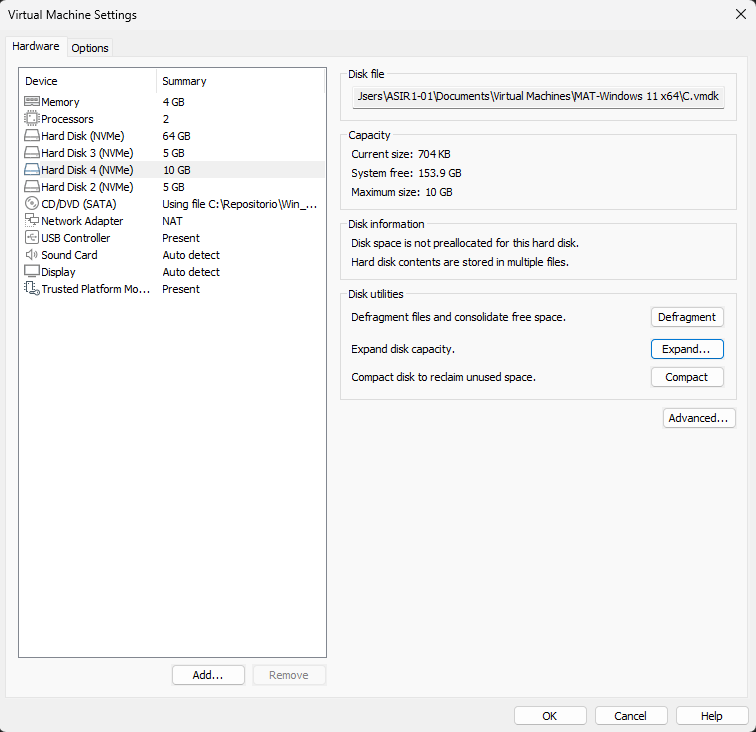 Virtual Machine Settings
Hardware Options
Device Summary
Memory 4 GB
Processors 2
Hard Disk (NVMe) 64 GB
Hard Disk 3 (NVMe) 5 GB
Hard Disk 4 (NVMe) 10 GB
Hard Disk 2 (NVMe) 5 GB
CD/DVD (SATA) Using file C:\Repositorio\Win_...
Network Adapter NAT
USB Controller Present
Sound Card Auto detect
Display Auto detect
Trusted Platform Mo... Present
Add...
Remove
Disk file
Jsers\ASIR1-01\Documents\Virtual Machines\MAT-Windows 11 x64\C.vmdk
Capacity
Current size: 704 KB
System free: 153.9 GB
Maximum size: 10 GB
Disk information
Disk space is not preallocated for this hard disk.
Hard disk contents are stored in multiple files.
Disk utilities
Defragment files and consolidate free space. Defragment
Expand disk capacity. Expand...
Compact disk to reclaim unused space. Compact
Advanced...
OK Cancel Help